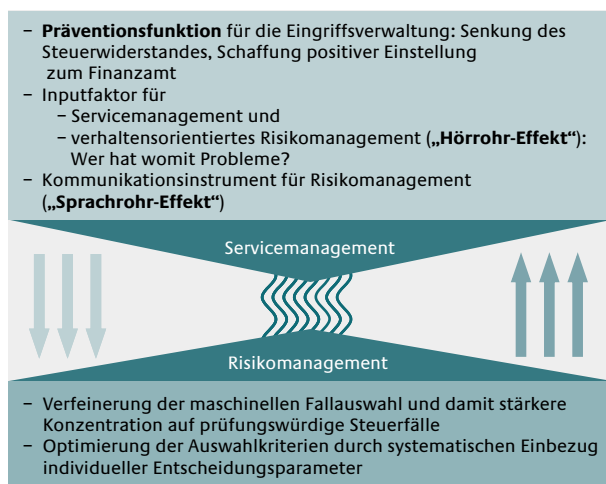 – Präventionsfunktion für die Eingriffsverwaltung: Senkung des
Steuerwiderstandes, Schaffung positiver Einstellung
zum Finanzamt
– Inputfaktor für
– Servicemanagement und
– verhaltensorientiertes Risikomanagement („Hörrohr-Effekt“):
Wer hat womit Probleme?
– Kommunikationsinstrument für Risikomanagement
(„Sprachrohr-Effekt“)
Servicemanagement
Risikomanagement
– Verfeinerung der maschinellen Fallauswahl und damit stärkere
Konzentration auf prüfungswürdige Steuerfälle
– Optimierung der Auswahlkriterien durch systematischen Einbezug
individueller Entscheidungsparameter